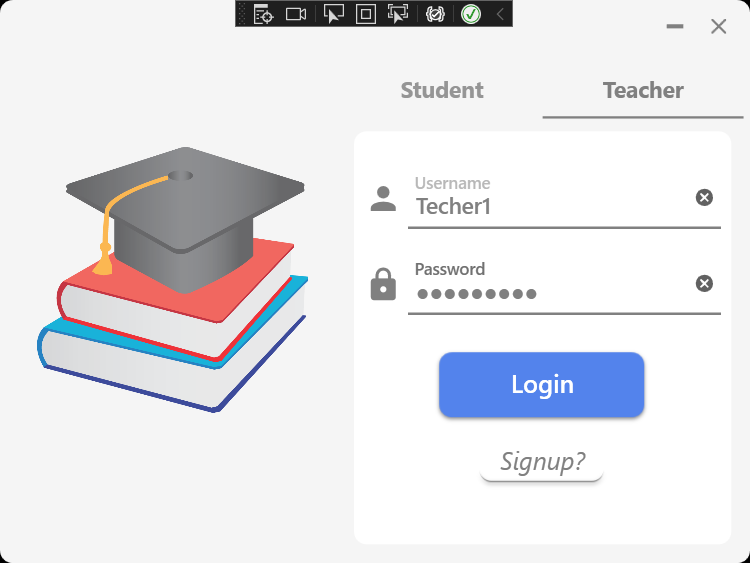 Student
Teacher
Username
Techer1
Password
●●●●●●●●●
Login
Signup?